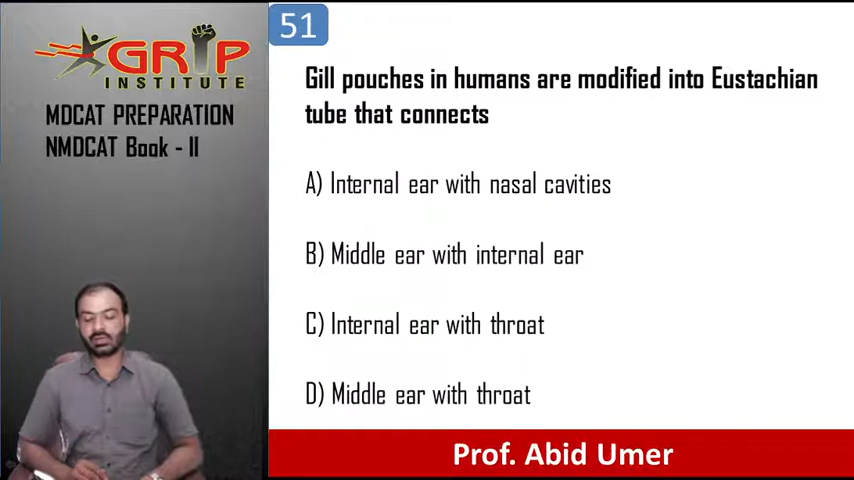 GRIP
INSTITUTE
MDCAT PREPARATION
NMDCAT Book - II
51
Gill pouches in humans are modified into Eustachian
tube that connects
A) Internal ear with nasal cavities
B) Middle ear with internal ear
C) Internal ear with throat
D) Middle ear with throat
Prof. Abid Umer